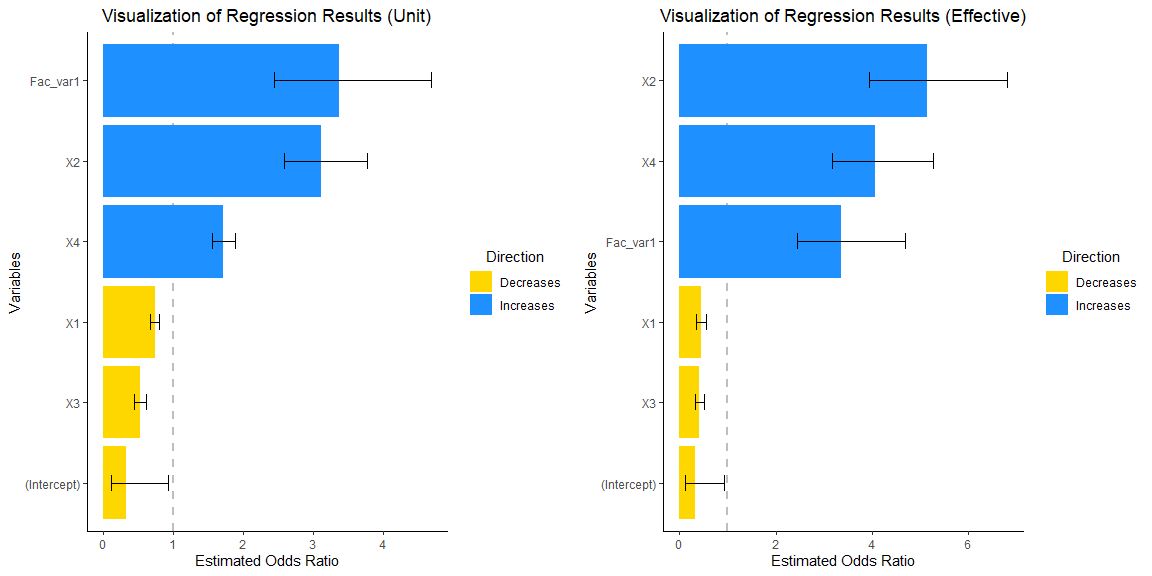 Visualization of Regression Results (Unit)
Variables
Fac_var1
X2
X4
X1
X3
(Intercept)
0 1 2 3 4
Estimated Odds Ratio
Direction
Decreases
Increases
Visualization of Regression Results (Effective)
Variables
X2
X4
Fac_var1
X1
X3
(Intercept)
0 2 4 6
Estimated Odds Ratio
Direction
Decreases
Increases